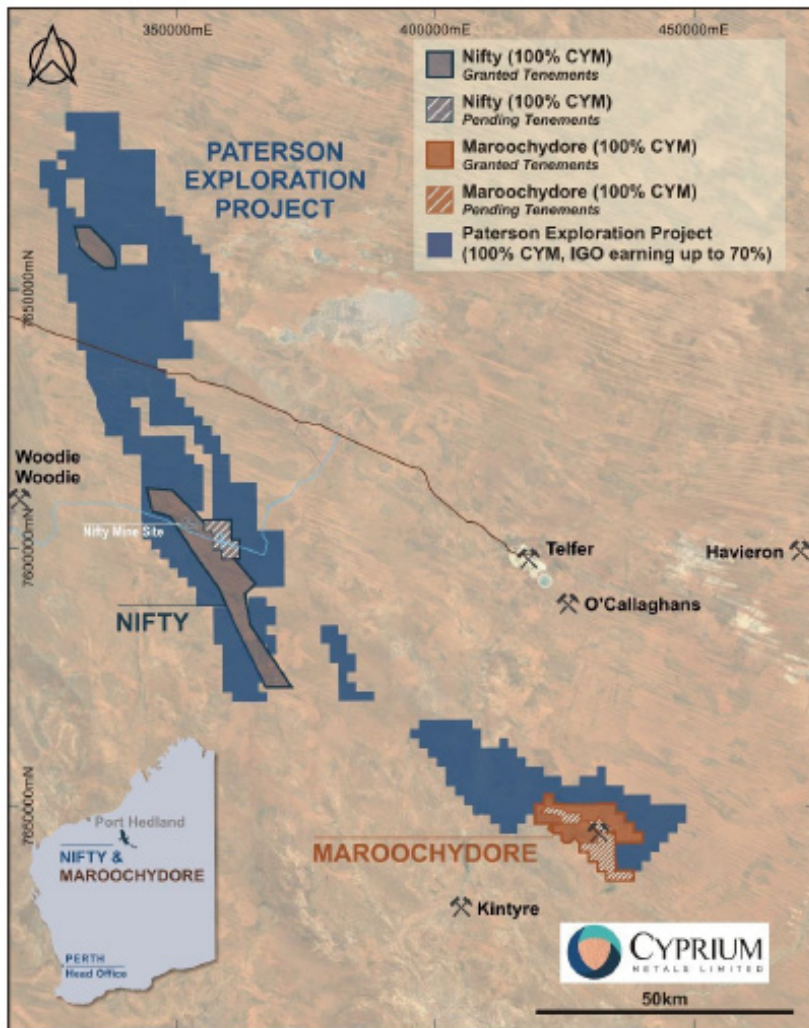 350000mE
400000mE
450000mE
Nifty (100% CYM)
Granted Tenements
Nifty (100% CYM)
Pending Tenements
Maroochydore (100% CYM)
Granted Tenements
Maroochydore (100% CYM)
Pending Tenements
Paterson Exploration Project
(100% CYM, IGO earning up to 70%)
PATERSON
EXPLORATION
PROJECT
7650000mN
Woodie
Woodie
Nifty Mine Site
7600000mN
Telfer
Havieron
O'Callaghans
NIFTY
7650000mN
Port Hedland
NIFTY &
MAROOCHYDORE
PERTH
Head Office
MAROOCHYDORE
Kintyre
CYPRIUM
METALS LIMITED
50km